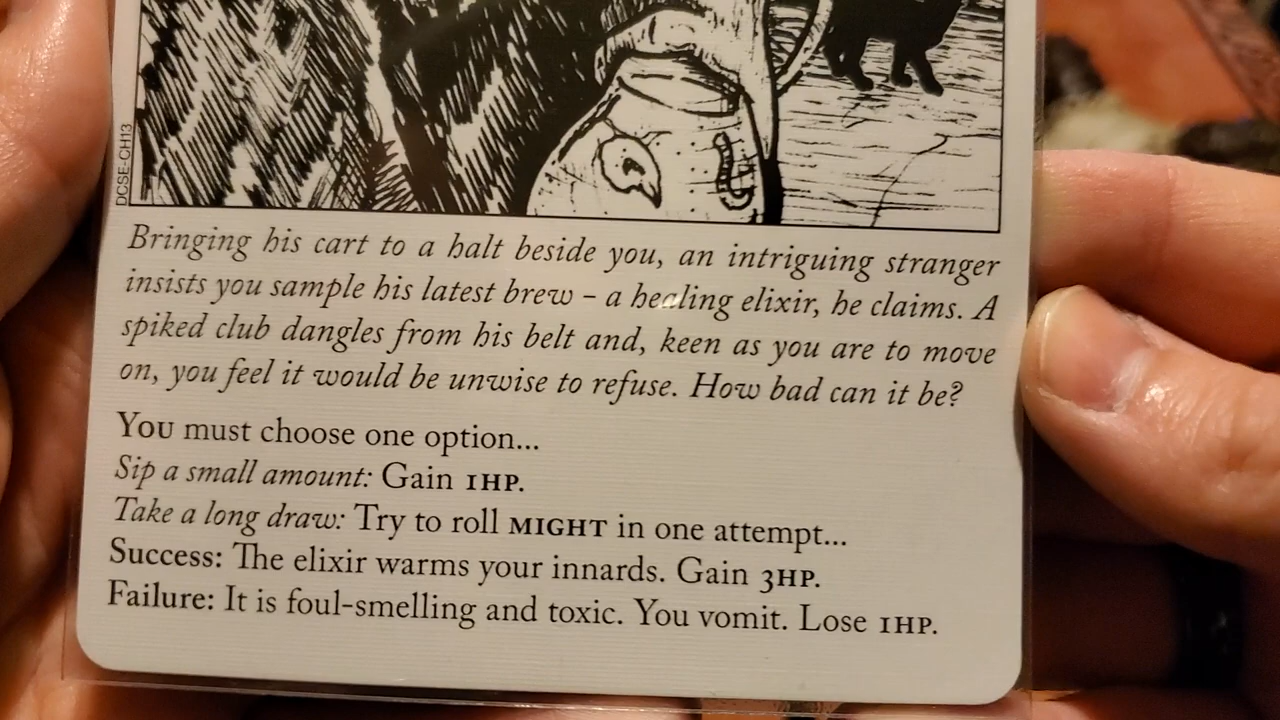 DCSE-CH13
Bringing his cart to a halt beside you, an intriguing stranger
insists you sample his latest brew – a healing elixir, he claims. A
spiked club dangles from his belt and, keen as you are to move
on, you feel it would be unwise to refuse. How bad can it be?
You must choose one option...
Sip a small amount: Gain 1HP.
Take a long draw: Try to roll MIGHT in one attempt...
Success: The elixir warms your innards. Gain 3HP.
Failure: It is foul-smelling and toxic. You vomit. Lose 1HP.